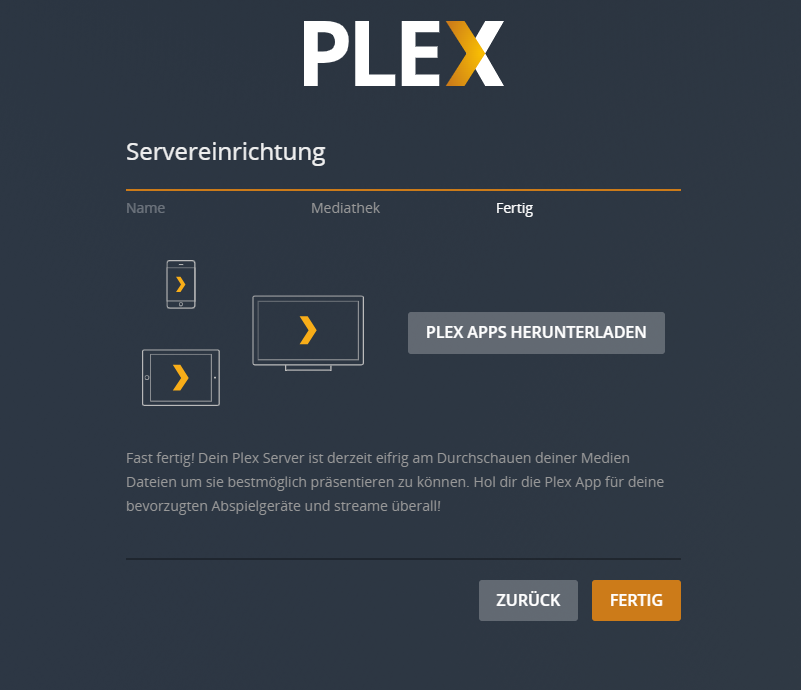 PLEX
Servereinrichtung
Name Mediathek Fertig
PLEX APPS HERUNTERLADEN
Fast fertig! Dein Plex Server ist derzeit eifrig am Durchschauen deiner Medien
Dateien um sie bestmöglich präsentieren zu können. Hol dir die Plex App für deine
bevorzugten Abspielgeräte und streame überall!
ZURÜCK FERTIG